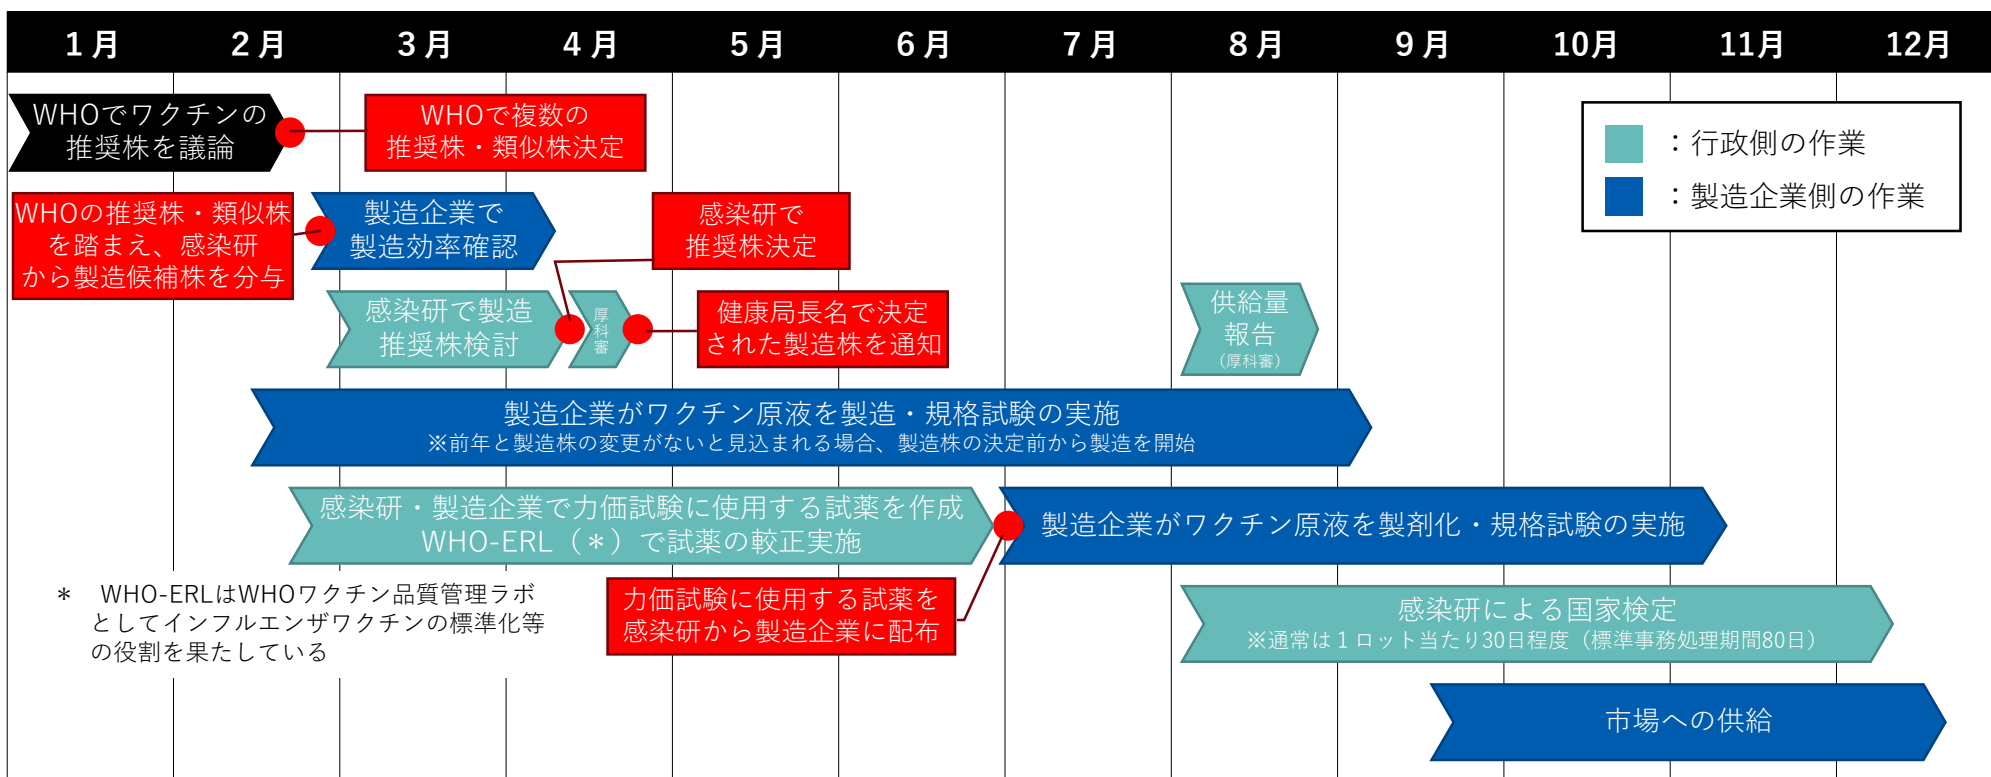 1月 2月 3月 4月 5月 6月 7月 8月 9月 10月 11月 12月
WHOでワクチンの
推奨株を議論
WHOで複数の
推奨株・類似株決定
：行政側の作業
：製造企業側の作業
WHOの推奨株・類似株
を踏まえ、感染研
から製造候補株を分与
製造企業で
製造効率確認
感染研で
推奨株決定
感染研で製造
推奨株検討
厚
科
審
健康局長名で決定
された製造株を通知
供給量
報告
（厚科審）
製造企業がワクチン原液を製造・規格試験の実施
※前年と製造株の変更がないと見込まれる場合、製造株の決定前から製造を開始
感染研・製造企業で力価試験に使用する試薬を作成
WHO-ERL（＊）で試薬の較正実施
製造企業がワクチン原液を製剤化・規格試験の実施
＊ WHO-ERLはWHOワクチン品質管理ラボ
としてインフルエンザワクチンの標準化等
の役割を果たしている
力価試験に使用する試薬を
感染研から製造企業に配布
感染研による国家検定
※通常は１ロット当たり30日程度（標準事務処理期間80日）
市場への供給